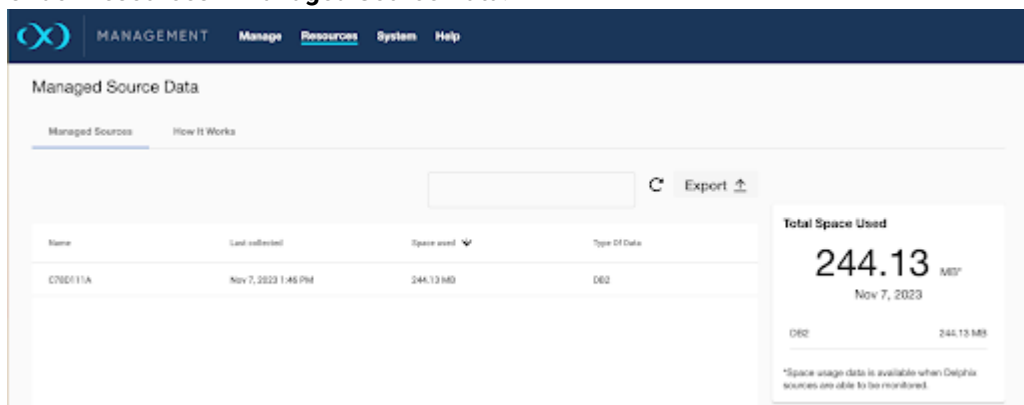 MANAGEMENT Manage Resources System Help
Managed Source Data
Managed Sources How It Works
Export
Name Last collected Space used Type Of Data
Nov 7, 2023 1:45 PM 244.13 MB DB2
Total Space Used
244.13 MB*
Nov 7, 2023
DB2 244.13 MB
*Space usage data is available when Delphix
sources are able to be monitored.